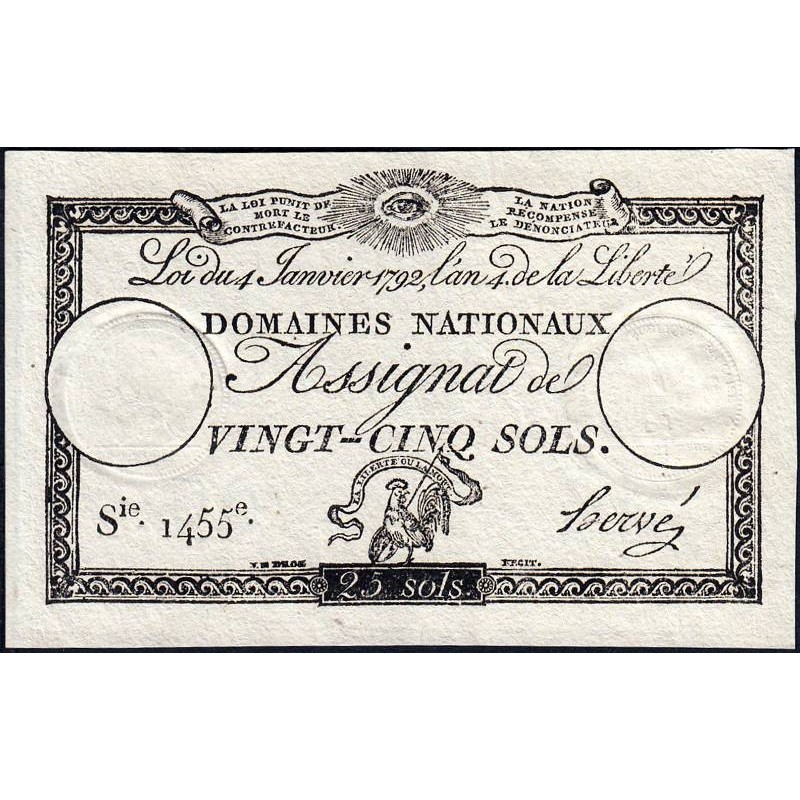 LA LOI PUNIT DE
MORT LE
CONTREFACTEUR
LA NATION
RECOMPENSE
LE DENONCIATEUR
Loi du 4 Janvier 1792, l'an 4. de la Liberté
DOMAINES NATIONAUX
Assignat de
VINGT-CINQ SOLS.
LA LIBERTÉ OU LA MORT
Sie. 1455e.
hervé
FECIT.
25 sols.